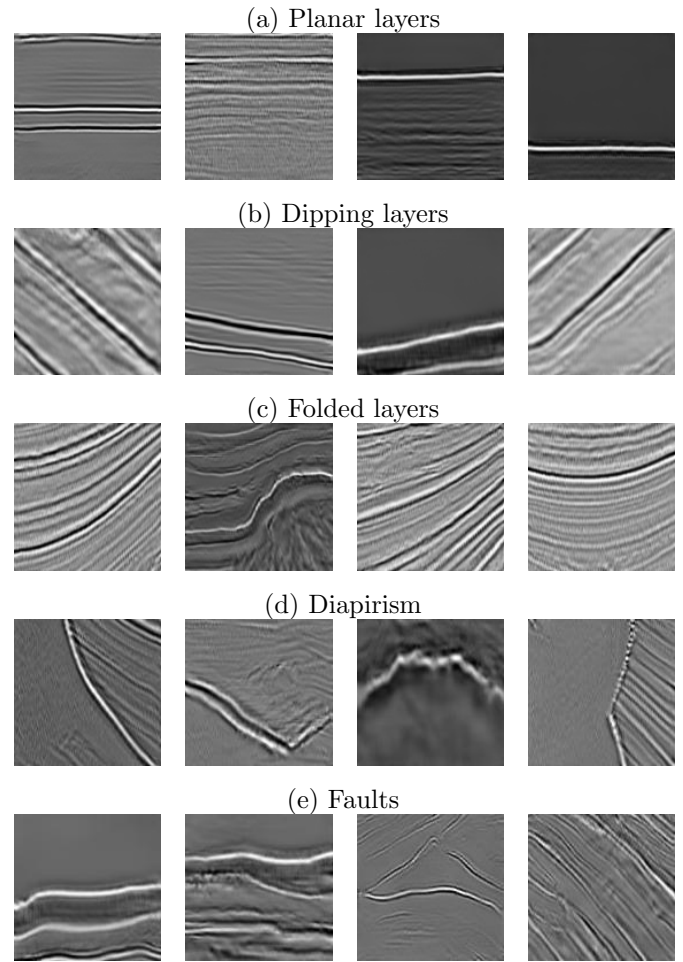 (a) Planar layers
(b) Dipping layers
(c) Folded layers
(d) Diapirism
(e) Faults